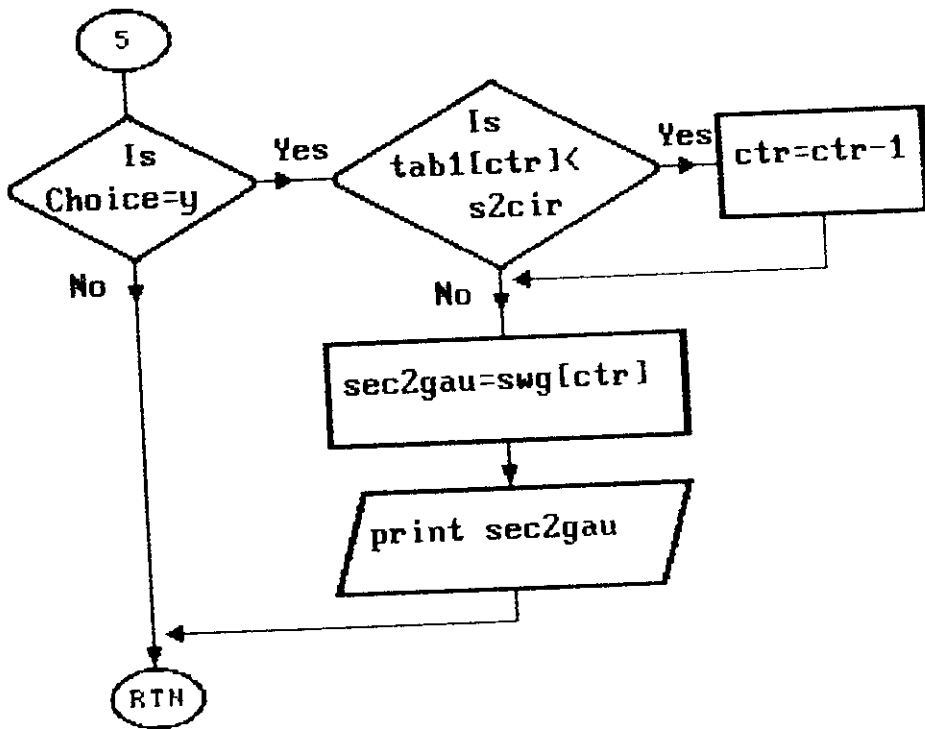 5
Is
Choice=y
Yes
Is
tab1[ctr]<
s2cir
Yes
ctr=ctr-1
No
No
sec2gau=swg[ctr]
print sec2gau
RTN